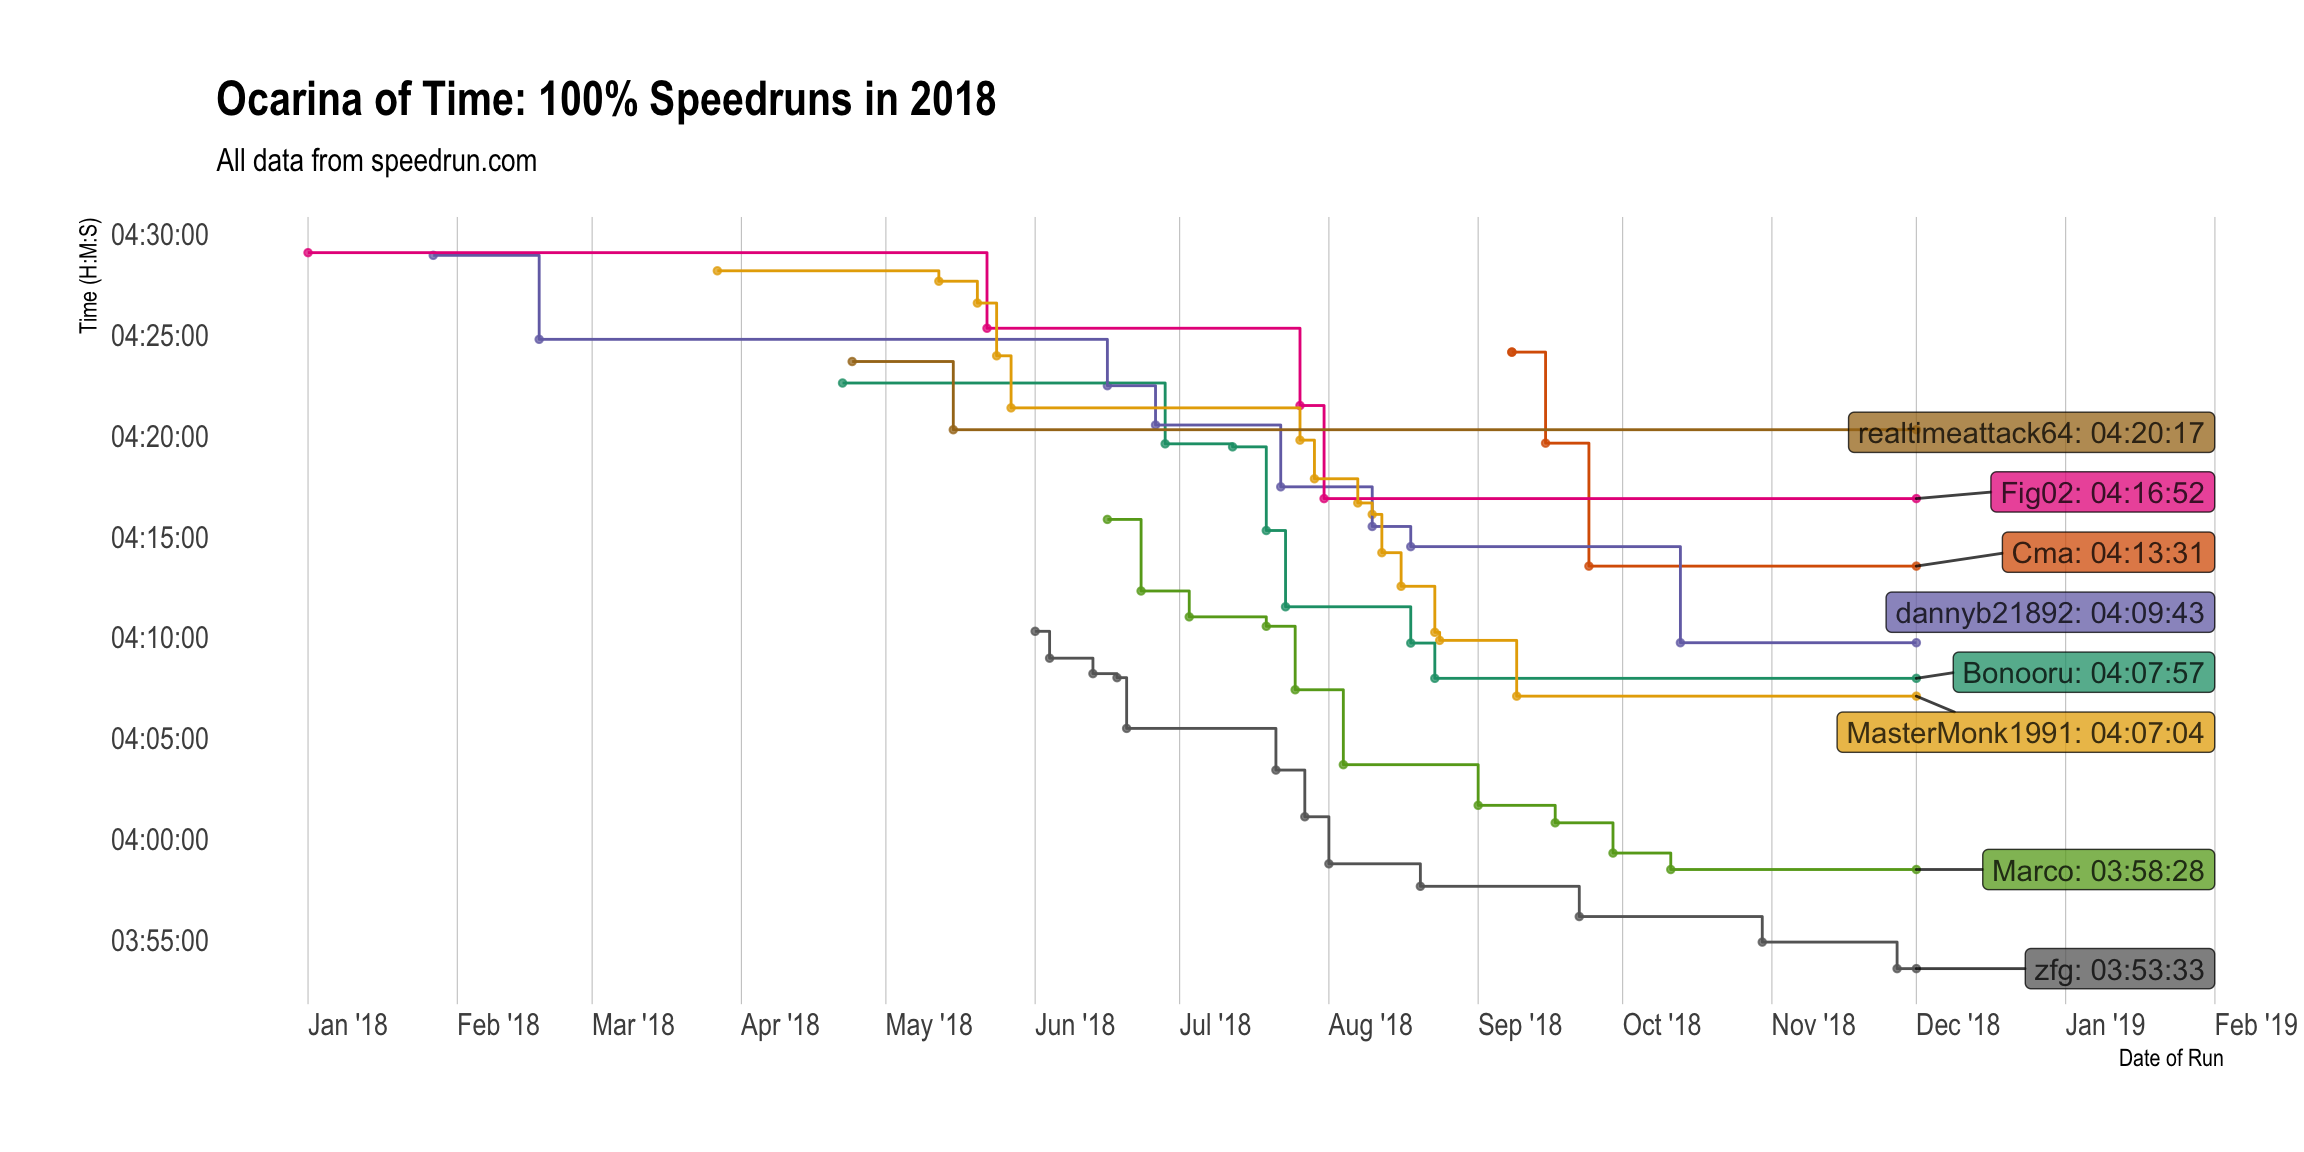 Ocarina of Time: 100% Speedruns in 2018
All data from speedrun.com
Time (H:M:S)
04:30:00
04:25:00
04:20:00
04:15:00
04:10:00
04:05:00
04:00:00
03:55:00
realtimeattack64: 04:20:17
Fig02: 04:16:52
Cma: 04:13:31
dannyb21892: 04:09:43
Bonooru: 04:07:57
MasterMonk1991: 04:07:04
Marco: 03:58:28
zfg: 03:53:33
Jan '18 Feb '18 Mar '18 Apr '18 May '18 Jun '18 Jul '18 Aug '18 Sep '18 Oct '18 Nov '18 Dec '18 Jan '19 Feb '19
Date of Run